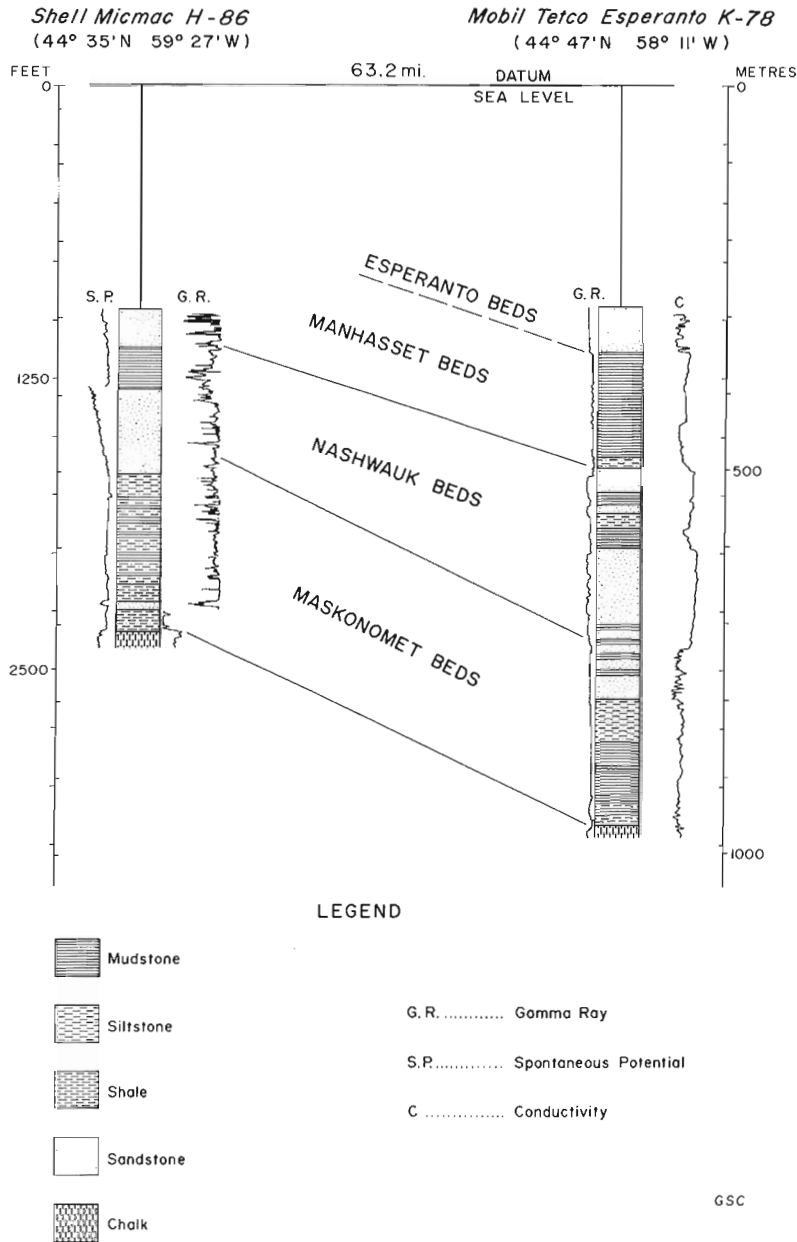 Shell Micmac H-86
(44° 35'N 59° 27'W)
Mobil Tetco Esperanto K-78
(44° 47'N 58° 11'W)
FEET
63.2 mi.
DATUM
METRES
0
SEA LEVEL
0
ESPERANTO BEDS
S.P.
G.R.
G.R.
C
MANHASSET BEDS
1250
NASHWAUK BEDS
500
MASKONOMET BEDS
2500
1000
LEGEND
Mudstone
Siltstone
Shale
Sandstone
Chalk
G.R. ............ Gamma Ray
S.P. ............ Spontaneous Potential
C .............. Conductivity
GSC